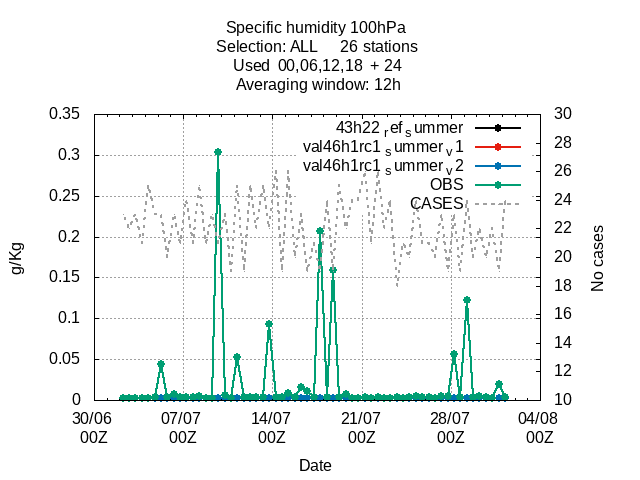 Specific humidity 100hPa
Selection: ALL 26 stations
Used 00,06,12,18 + 24
Averaging window: 12h
43h22 ref summer
val46h1rc1 summer v1
val46h1rc1 summer v2
OBS
CASES
g/Kg
0.35
0.3
0.25
0.2
0.15
0.1
0.05
0
No cases
30
28
26
24
22
20
18
16
14
12
10
30/06 07/07 14/07 21/07 28/07 04/08
00Z 00Z 00Z 00Z 00Z 00Z
Date